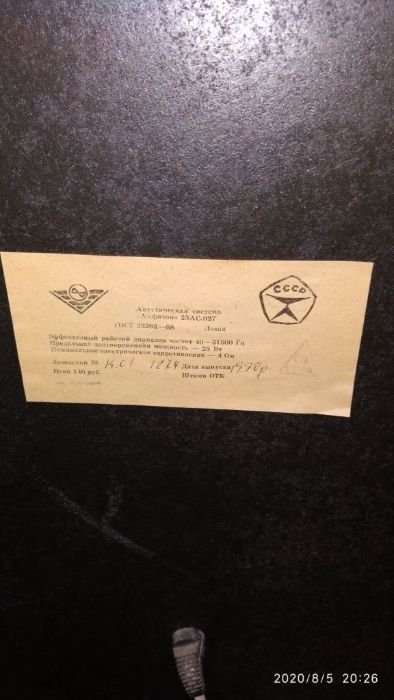 СССР
Акустическая система
«Амфитон» 25АС-027
ГОСТ 23262—88 Левая
Эффективный рабочий диапазон частот 40—31500 Гц
Предельная долговременная мощность — 25 Вт
Номинальное электрическое сопротивление — 4 Ом
Заводской № 1274 Дата выпуска 1990р
Цена 140 руб. Штамп ОТК
2020/8/5 20:26